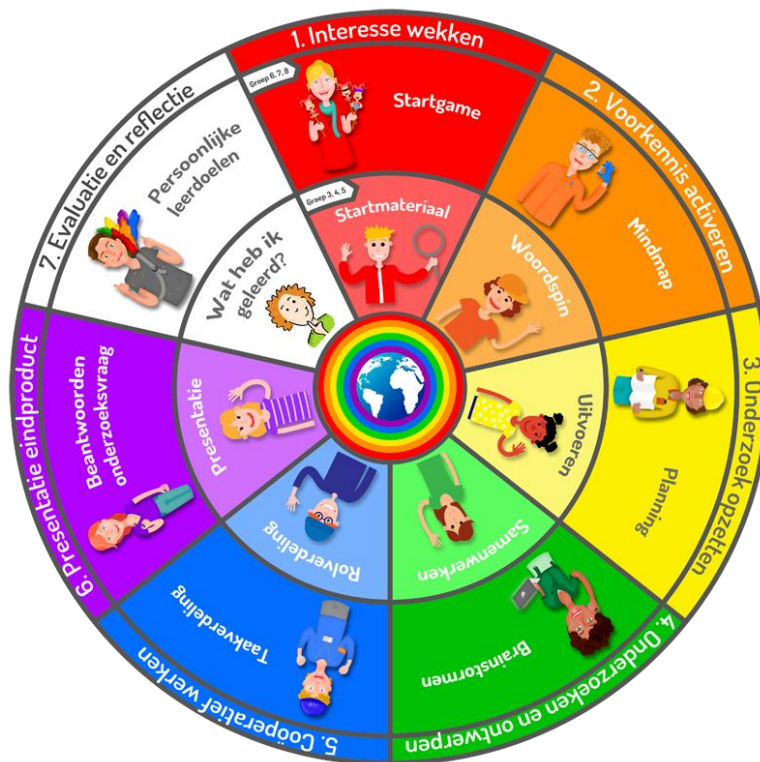 1. Interesse wekken
Groep 6, 7, 8
Startgame
Groep 3, 4, 5
Startmateriaal
2. Voorkennis activeren
Mindmap
Woordspin
3. Onderzoek opzetten
Planning
Uitvoeren
4. Onderzoeken en ontwerpen
Brainstormen
Samenwerken
5. Coöperatief werken
Taakverdeling
Rolverdeling
6. Presentatie eindproduct
Beantwoorden
onderzoeksvraag
Presentatie
7. Evaluatie en reflectie
Persoonlijke
leerdoelen
Wat heb ik
geleerd?